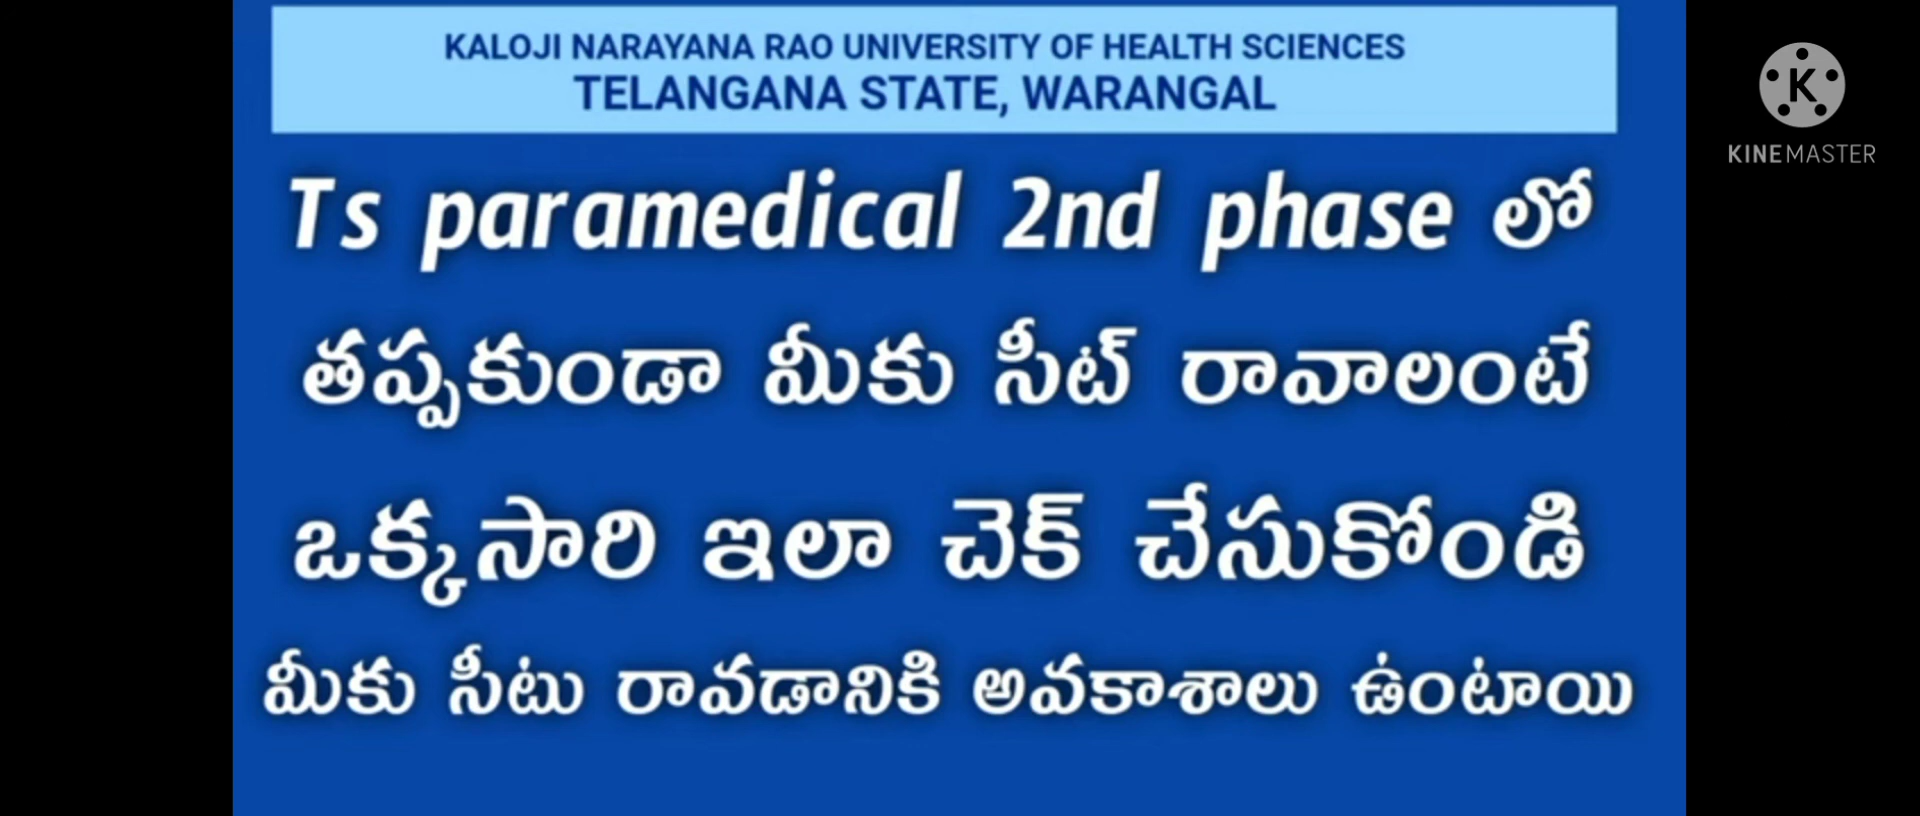 KALOJI NARAYANA RAO UNIVERSITY OF HEALTH SCIENCES
TELANGANA STATE, WARANGAL
Ts paramedical 2nd phase లో
తప్పకుండా మీకు సీట్ రావాలంటే
ఒక్కసారి ఇలా చెక్ చేసుకోండి
మీకు సీటు రావడానికి అవకాశాలు ఉంటాయి
K
KINEMASTER